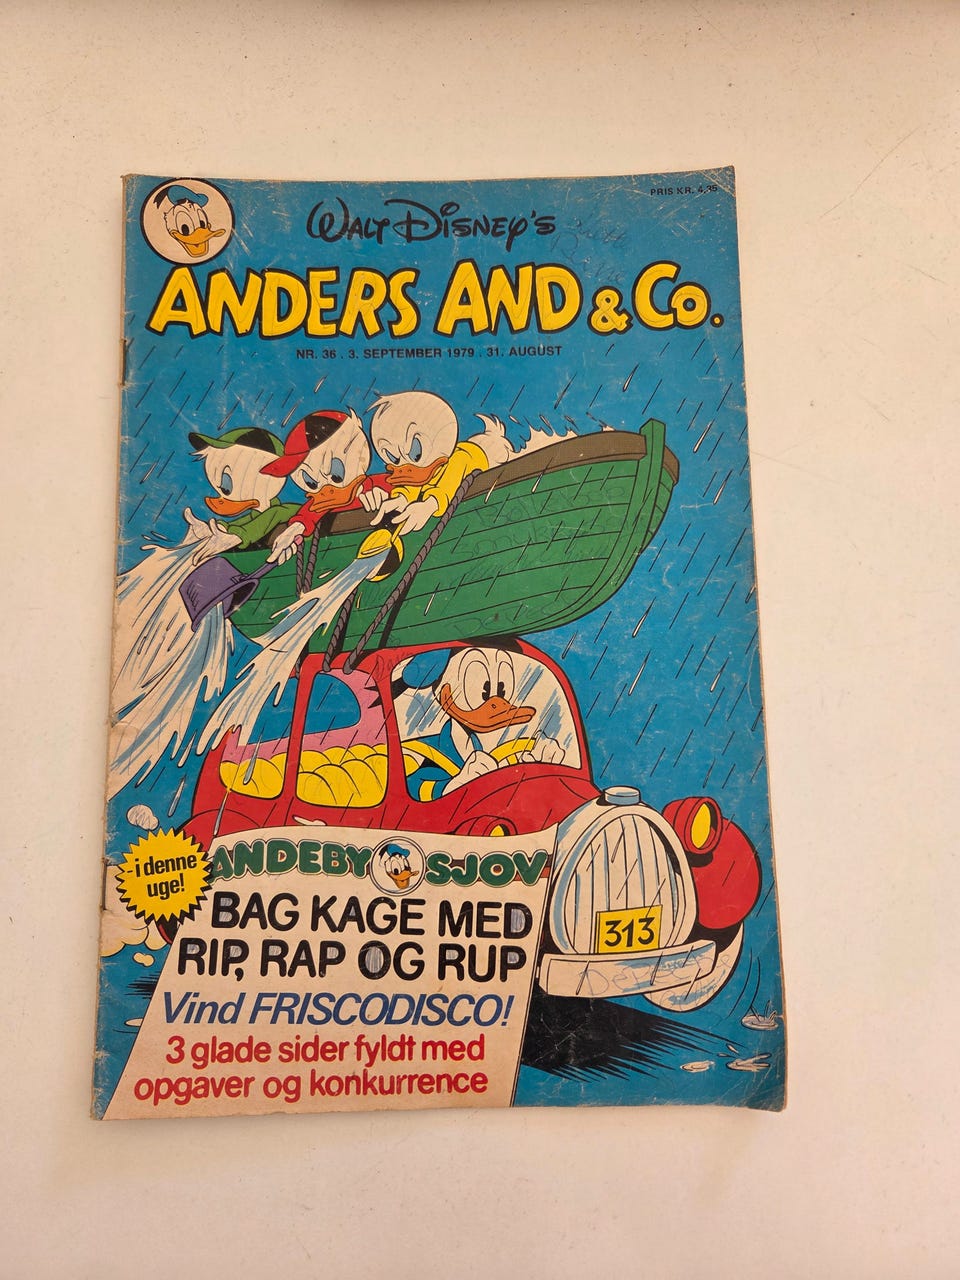 PRIS KR. 4,35
WALT DISNEY'S
ANDERS AND & Co.
NR. 36 . 3. SEPTEMBER 1979 . 31. AUGUST
-i denne
uge!
ANDEBY SJOV
BAG KAGE MED
RIP, RAP OG RUP
Vind FRISCODISCO!
3 glade sider fyldt med
opgaver og konkurrence
313